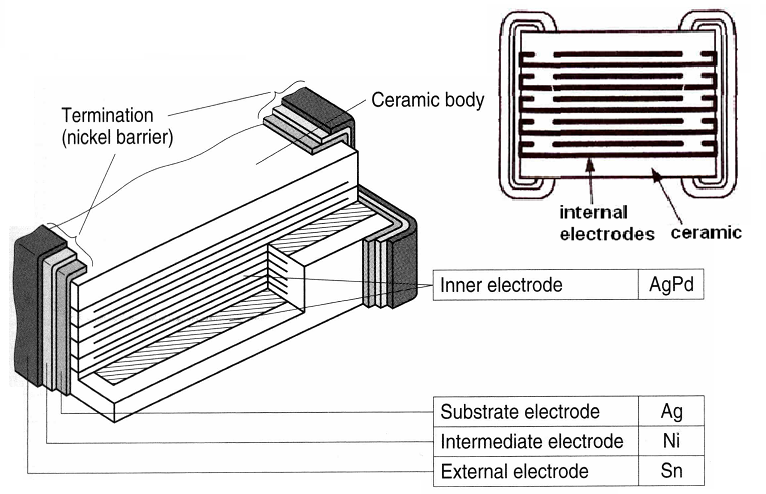 Termination
(nickel barrier)
Ceramic body
internal
electrodes
ceramic
Inner electrode AgPd
Substrate electrode Ag
Intermediate electrode Ni
External electrode Sn